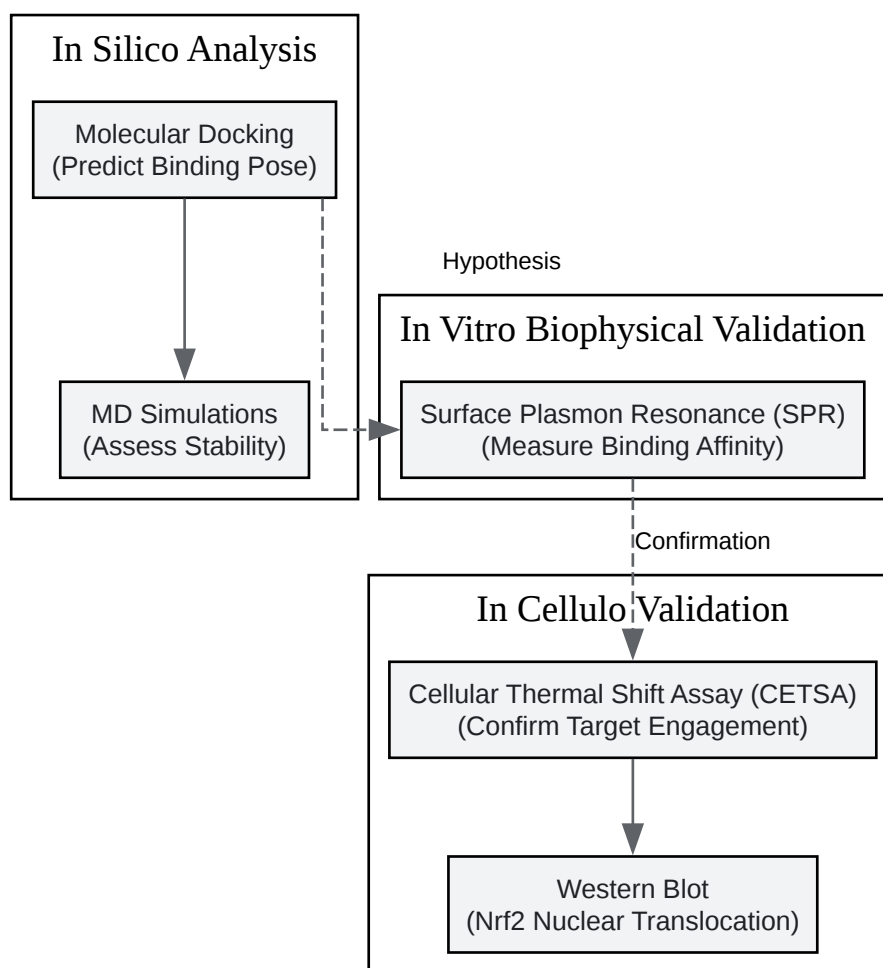 In Silico Analysis
Molecular Docking
(Predict Binding Pose)
MD Simulations
(Assess Stability)
Hypothesis
In Vitro Biophysical Validation
Surface Plasmon Resonance (SPR)
(Measure Binding Affinity)
Confirmation
In Cellulo Validation
Cellular Thermal Shift Assay (CETSA)
(Confirm Target Engagement)
Western Blot
(Nrf2 Nuclear Translocation)